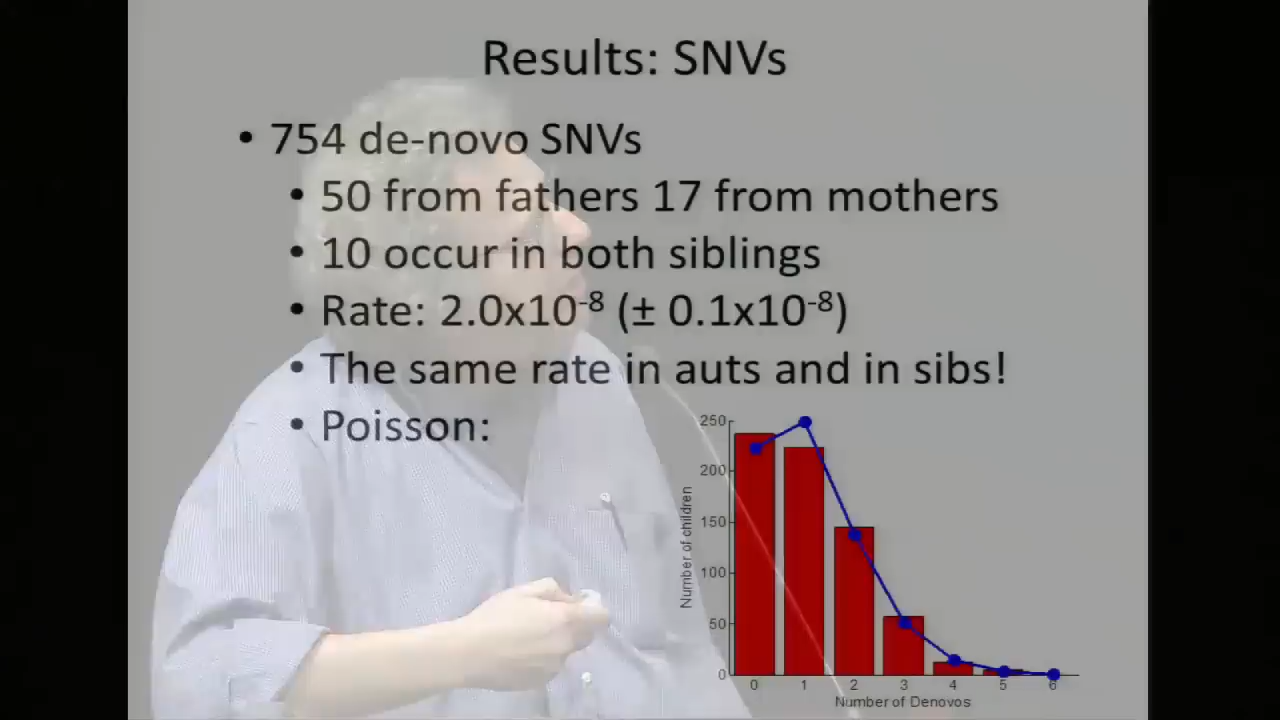 Results: SNVs
• 754 de-novo SNVs
• 50 from fathers 17 from mothers
• 10 occur in both siblings
• Rate: 2.0x10⁻⁸ (± 0.1x10⁻⁸)
• The same rate in auts and in sibs!
• Poisson:
250
200
150
100
50
0
Number of children
0 1 2 3 4 5 6
Number of Denovos